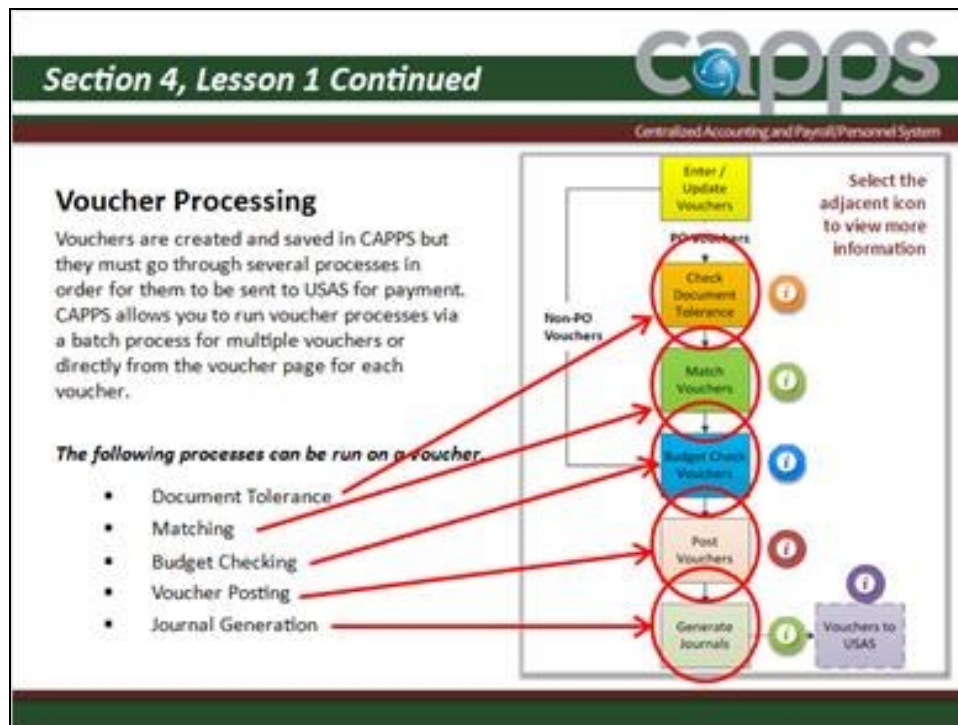 Section 4, Lesson 1 Continued
capps
Centralized Accounting and Payroll/Personnel System
Voucher Processing
Vouchers are created and saved in CAPPS but
they must go through several processes in
order for them to be sent to USAS for payment.
CAPPS allows you to run voucher processes via
a batch process for multiple vouchers or
directly from the voucher page for each
voucher.
The following processes can be run on a voucher.
▪ Document Tolerance
▪ Matching
▪ Budget Checking
▪ Voucher Posting
▪ Journal Generation
Select the
adjacent icon
to view more
information
Enter /
Update
Vouchers
PO Vouchers
Non-PO
Vouchers
Check
Document
Tolerance
i
Match
Vouchers
i
Budget Check
Vouchers
i
Post
Vouchers
i
Generate
Journals
i
i
Vouchers to
USAS